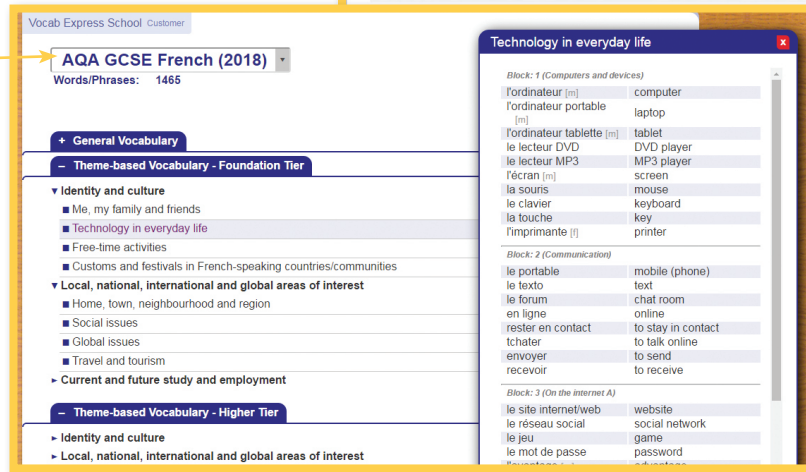 Vocab Express School Customer
AQA GCSE French (2018)
Words/Phrases: 1465
+ General Vocabulary
– Theme-based Vocabulary - Foundation Tier
▼ Identity and culture
■ Me, my family and friends
■ Technology in everyday life
■ Free-time activities
■ Customs and festivals in French-speaking countries/communities
▼ Local, national, international and global areas of interest
■ Home, town, neighbourhood and region
■ Social issues
■ Global issues
■ Travel and tourism
► Current and future study and employment
– Theme-based Vocabulary - Higher Tier
► Identity and culture
► Local, national, international and global areas of interest
Technology in everyday life
x
Block: 1 (Computers and devices)
l'ordinateur [m] computer
l'ordinateur portable
[m] laptop
l'ordinateur tablette [m] tablet
le lecteur DVD DVD player
le lecteur MP3 MP3 player
l'écran [m] screen
la souris mouse
le clavier keyboard
la touche key
l'imprimante [f] printer
Block: 2 (Communication)
le portable mobile (phone)
le texto text
le forum chat room
en ligne online
rester en contact to stay in contact
tchater to talk online
envoyer to send
recevoir to receive
Block: 3 (On the internet A)
le site internet/web website
le réseau social social network
le jeu game
le mot de passe password